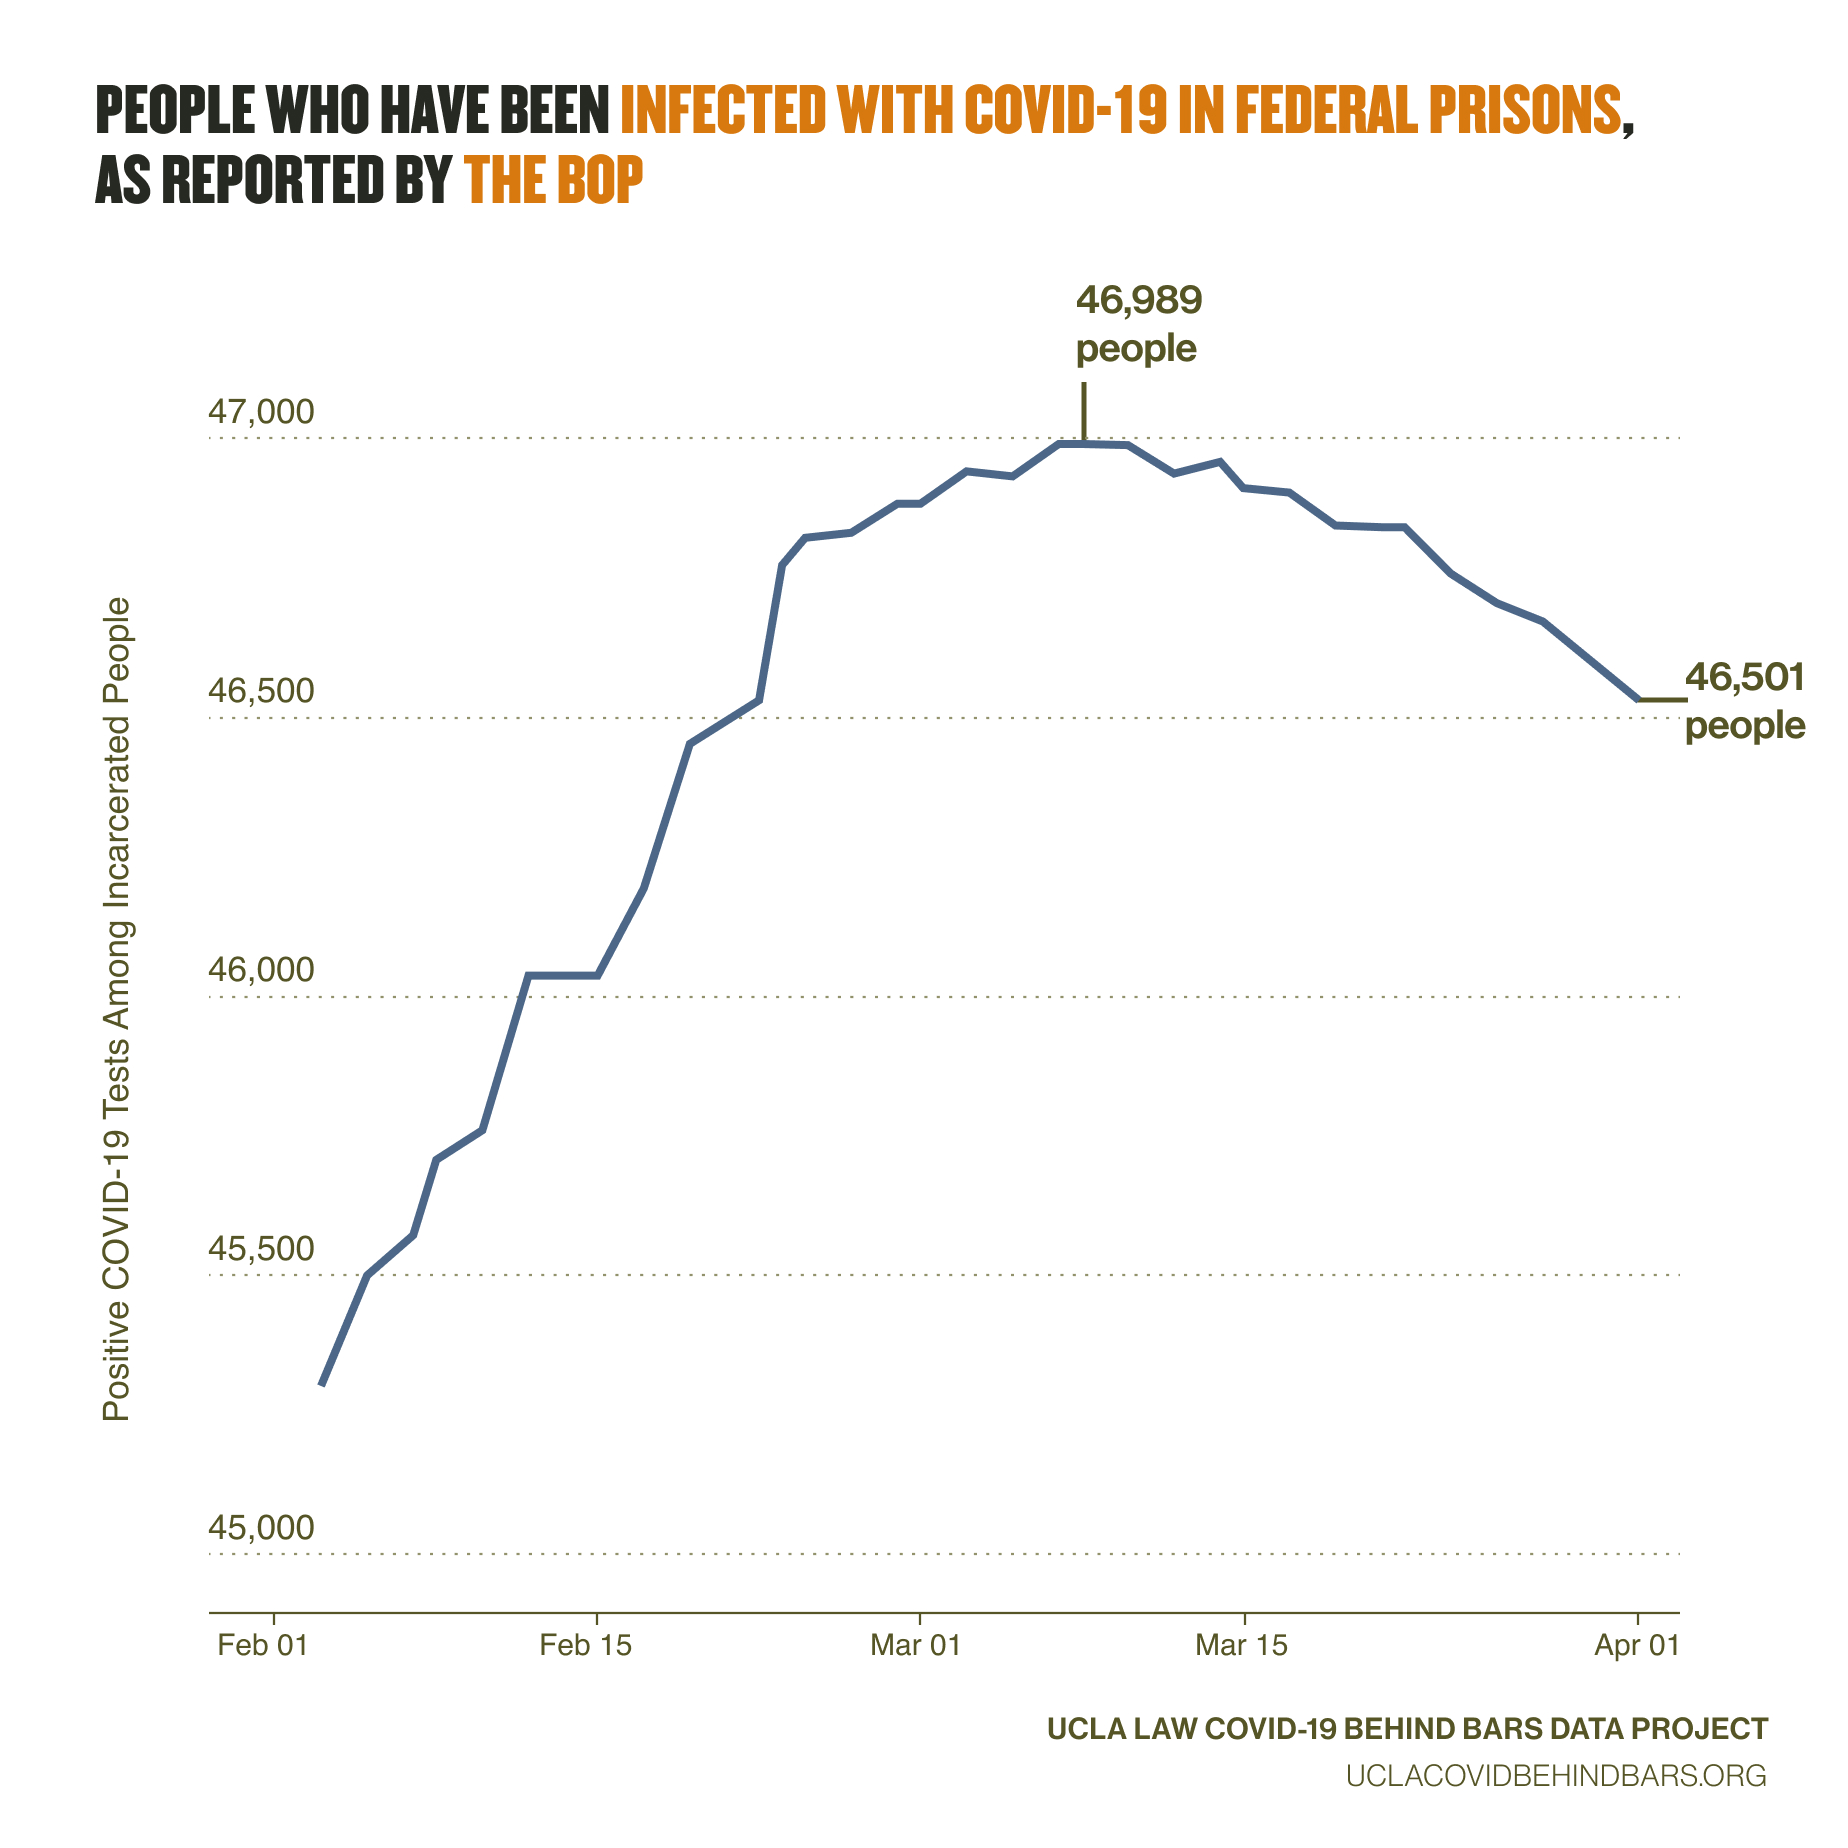 PEOPLE WHO HAVE BEEN INFECTED WITH COVID-19 IN FEDERAL PRISONS,
AS REPORTED BY THE BOP
46,989
people
47,000
46,500
46,501
people
46,000
45,500
45,000
Positive COVID-19 Tests Among Incarcerated People
Feb 01
Feb 15
Mar 01
Mar 15
Apr 01
UCLA LAW COVID-19 BEHIND BARS DATA PROJECT
UCLACOVIDBEHINDBARS.ORG